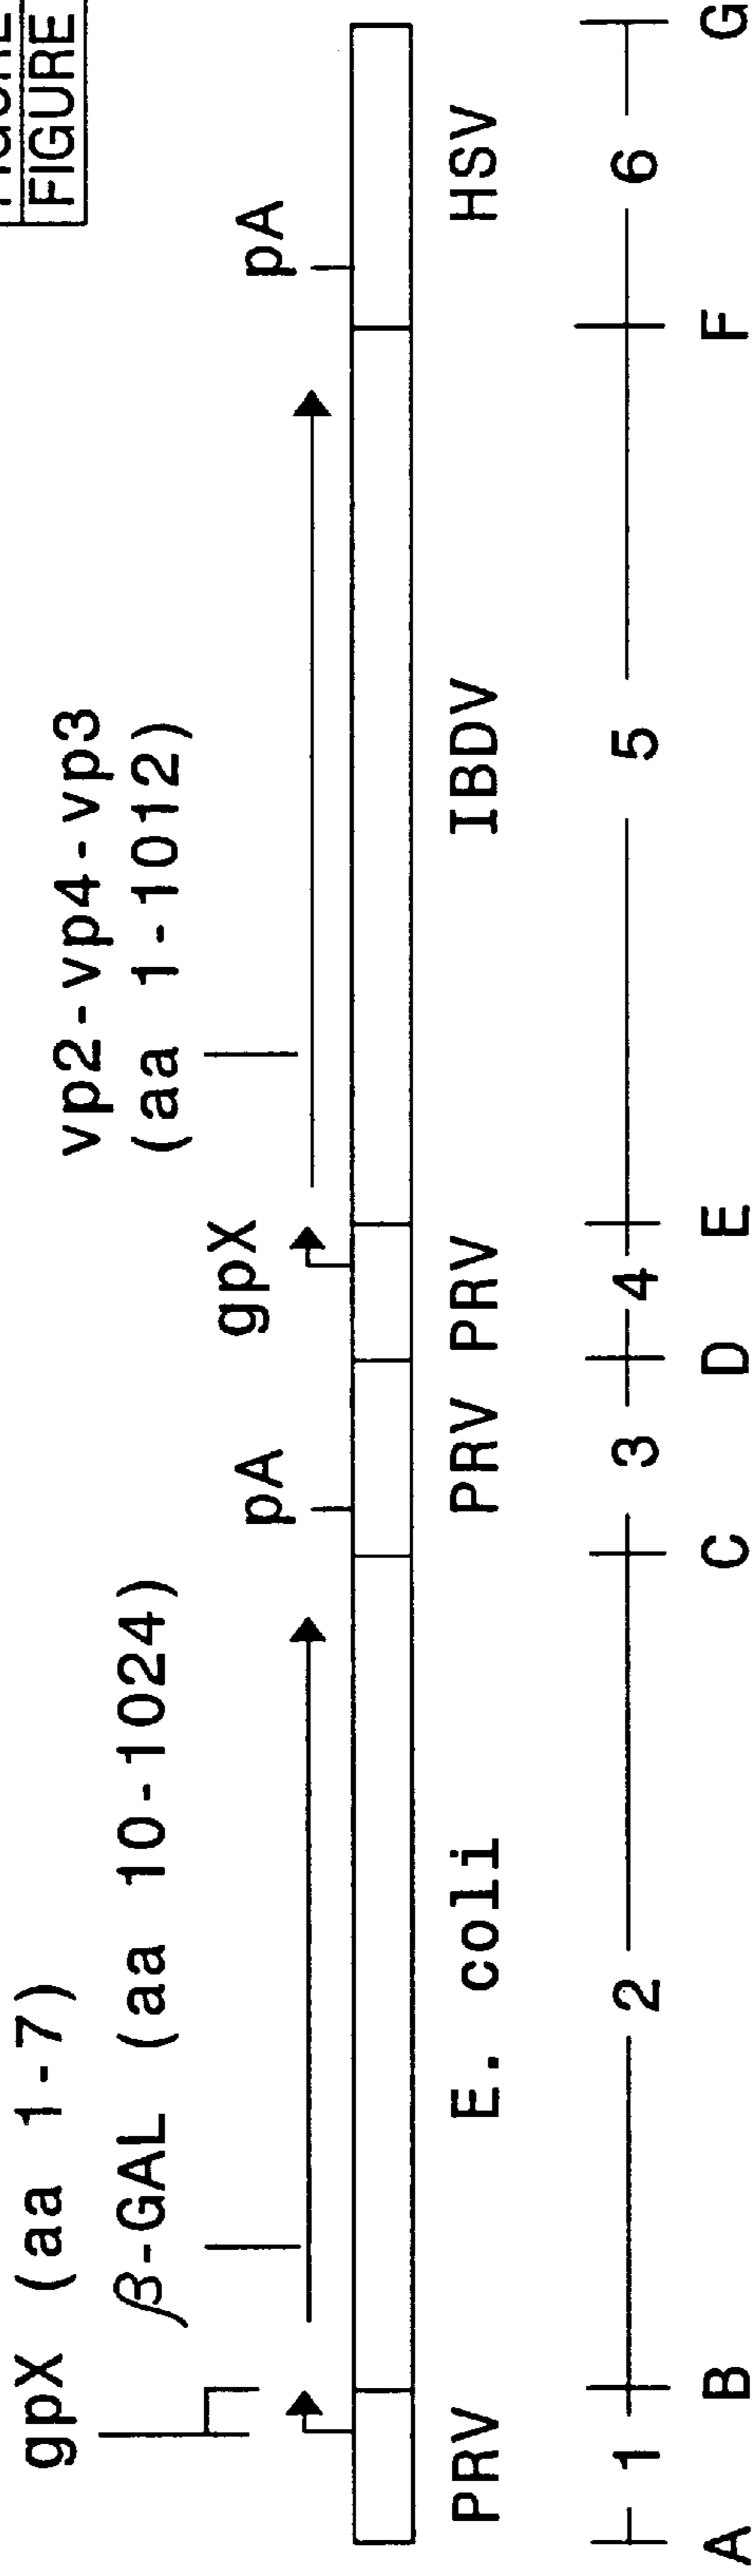 FIGURE
gpX (aa 1-7)
β-GAL (aa 10-1024)
vp2-vp4-vp3
(aa 1-1012)
pA gpX pA
PRV E. coli PRV PRV IBDV HSV
1 2 3 4 5 6
A B C D E F G